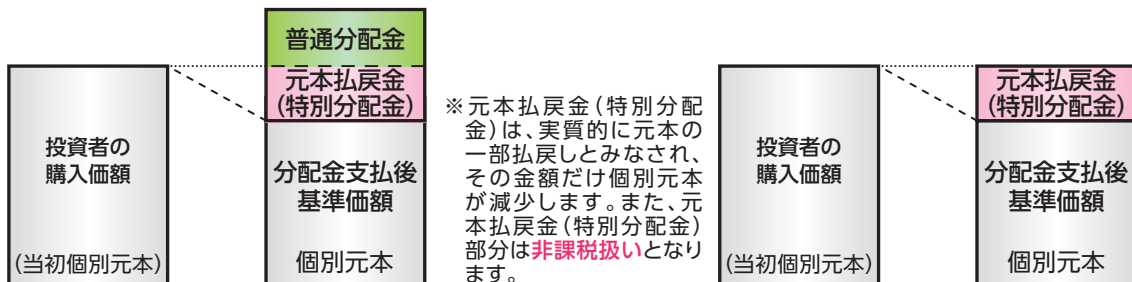 普通分配金
元本払戻金
(特別分配金)
投資者の
購入価額
(当初個別元本)
分配金支払後
基準価額
個別元本
※元本払戻金(特別分配
金)は、実質的に元本の
一部払戻しとみなされ、
その金額だけ個別元本
が減少します。また、元
本払戻金(特別分配金)
部分は非課税扱いとなり
ます。
投資者の
購入価額
(当初個別元本)
元本払戻金
(特別分配金)
分配金支払後
基準価額
個別元本